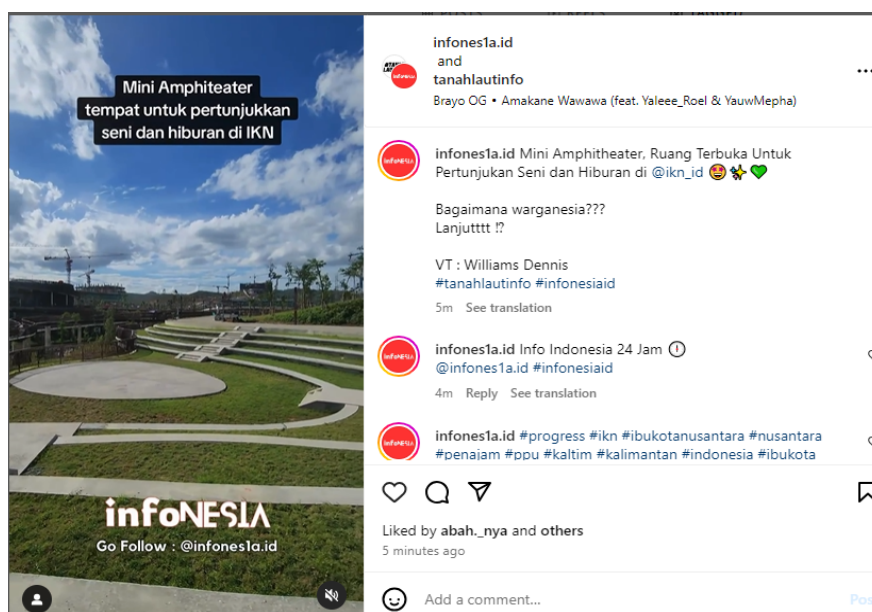 Mini Amphiteater
tempat untuk pertunjukkan
seni dan hiburan di IKN
infoNESIA
Go Follow : @infones1a.id
infones1a.id
and
tanahlautinfo
Brayo OG • Amakane Wawawa (feat. Yaleee_Roel & YauwMepha)
infones1a.id Mini Amphitheater, Ruang Terbuka Untuk
Pertunjukan Seni dan Hiburan di @ikn_id 🤩✨💚
Bagaimana warganesia???
Lanjutttt ⁉
VT : Williams Dennis
#tanahlautinfo #infonesiaid
5m See translation
infones1a.id Info Indonesia 24 Jam
@infones1a.id #infonesiaid
4m Reply See translation
infones1a.id #progress #ikn #ibukotanusantara #nusantara
#penajam #ppu #kaltim #kalimantan #indonesia #ibukota
Liked by abah._nya and others
5 minutes ago
Add a comment...